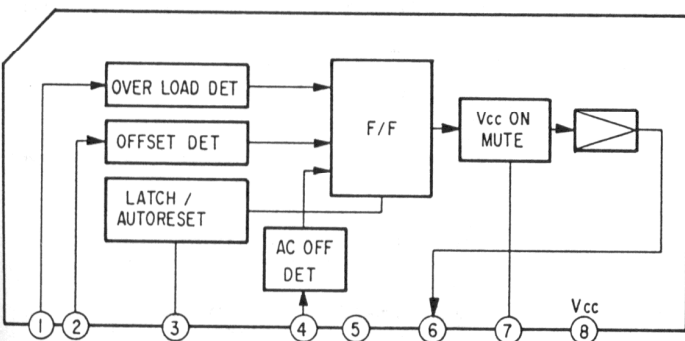 OVER LOAD DET
OFFSET DET
LATCH /
AUTORESET
AC OFF
DET
F/F
Vcc ON
MUTE
Vcc
1 2 3 4 5 6 7 8